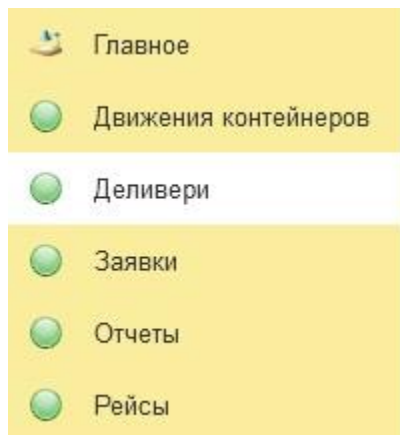 Главное
Движения контейнеров
Деливери
Заявки
Отчеты
Рейсы